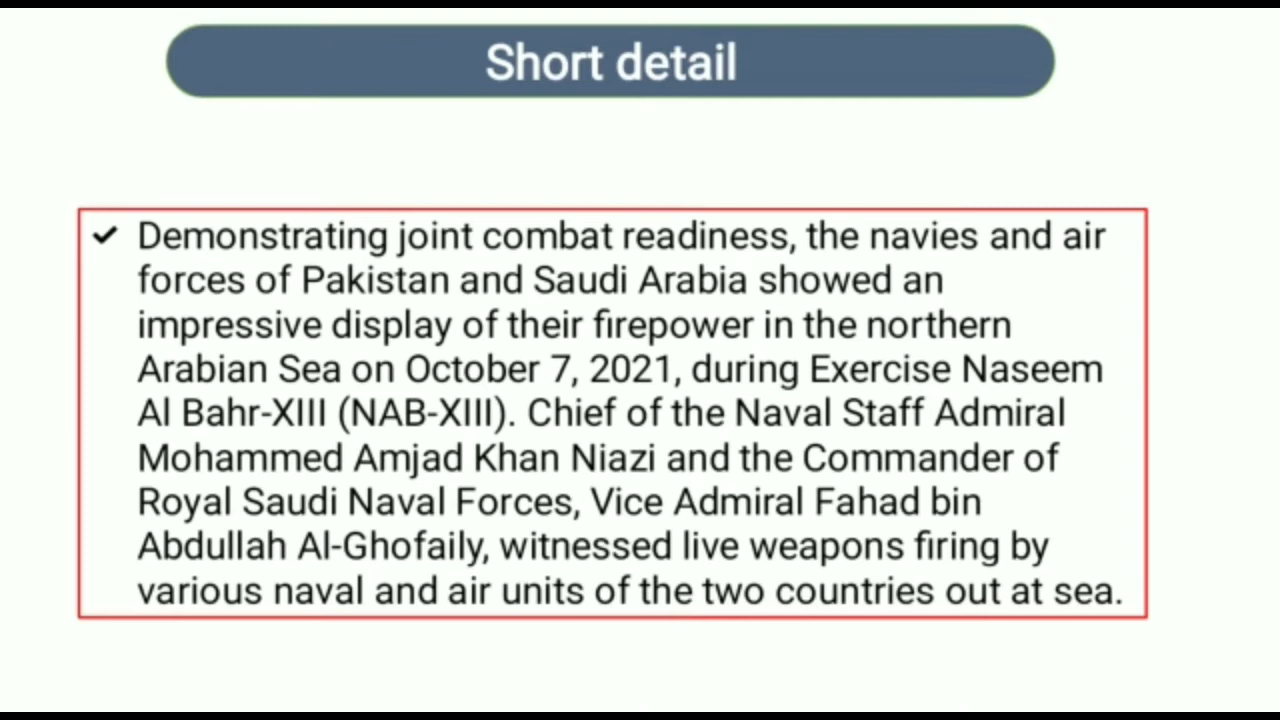 Short detail
✓ Demonstrating joint combat readiness, the navies and air
forces of Pakistan and Saudi Arabia showed an
impressive display of their firepower in the northern
Arabian Sea on October 7, 2021, during Exercise Naseem
Al Bahr-XIII (NAB-XIII). Chief of the Naval Staff Admiral
Mohammed Amjad Khan Niazi and the Commander of
Royal Saudi Naval Forces, Vice Admiral Fahad bin
Abdullah Al-Ghofaily, witnessed live weapons firing by
various naval and air units of the two countries out at sea.